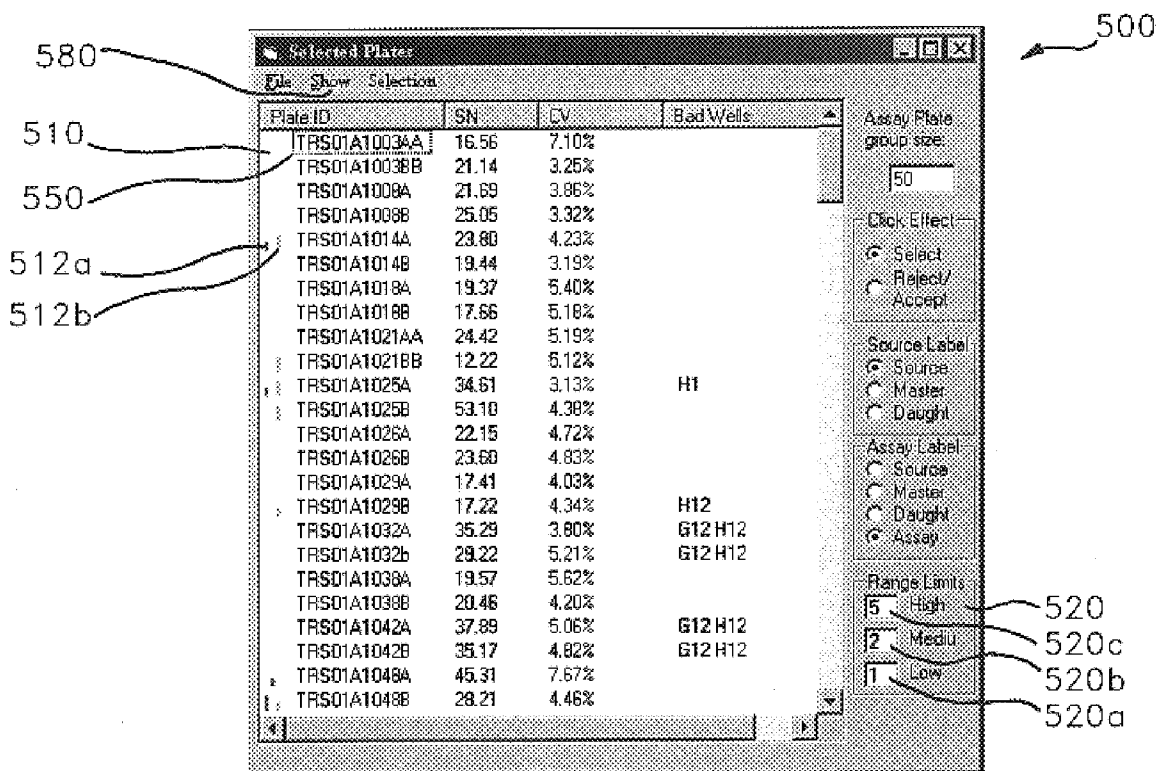 500
Selected Plates
580
File Show Selection
Plate ID SN CV Bad Wells
510
550
TRS01A1003AA 16.56 7.10%
TRS01A1003BB 21.14 3.25%
TRS01A1008A 21.69 3.86%
TRS01A1008B 25.05 3.32%
512a
TRS01A1014A 23.80 4.23%
512b
TRS01A1014B 19.44 3.19%
TRS01A1018A 19.37 5.40%
TRS01A1018B 17.66 5.18%
TRS01A1021AA 24.42 5.19%
TRS01A1021BB 12.22 5.12%
TRS01A1025A 34.61 3.13% H1
TRS01A1025B 53.10 4.38%
TRS01A1026A 22.15 4.72%
TRS01A1026B 23.60 4.83%
TRS01A1029A 17.41 4.03%
TRS01A1029B 17.22 4.34% H12
TRS01A1032A 35.29 3.80% G12 H12
TRS01A1032b 29.22 5.21% G12 H12
TRS01A1038A 19.57 5.62%
TRS01A1038B 20.46 4.20%
TRS01A1042A 37.89 5.06% G12 H12
TRS01A1042B 35.17 4.82% G12 H12
TRS01A1048A 45.31 7.67%
TRS01A1048B 28.21 4.46%
Assay Plate
group size:
50
Click Effect
Select
Reject/
Accept
Source Label
Source
Master
Daught
Assay Label
Source
Master
Daught
Assay
Range Limits
5 High
2 Mediu
1 Low
520
520c
520b
520a